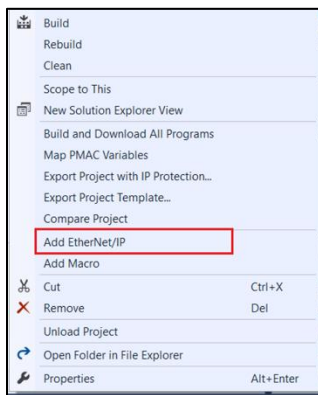 Build
Rebuild
Clean
Scope to This
New Solution Explorer View
Build and Download All Programs
Map PMAC Variables
Export Project with IP Protection...
Export Project Template...
Compare Project
Add EtherNet/IP
Add Macro
Cut Ctrl+X
Remove Del
Unload Project
Open Folder in File Explorer
Properties Alt+Enter